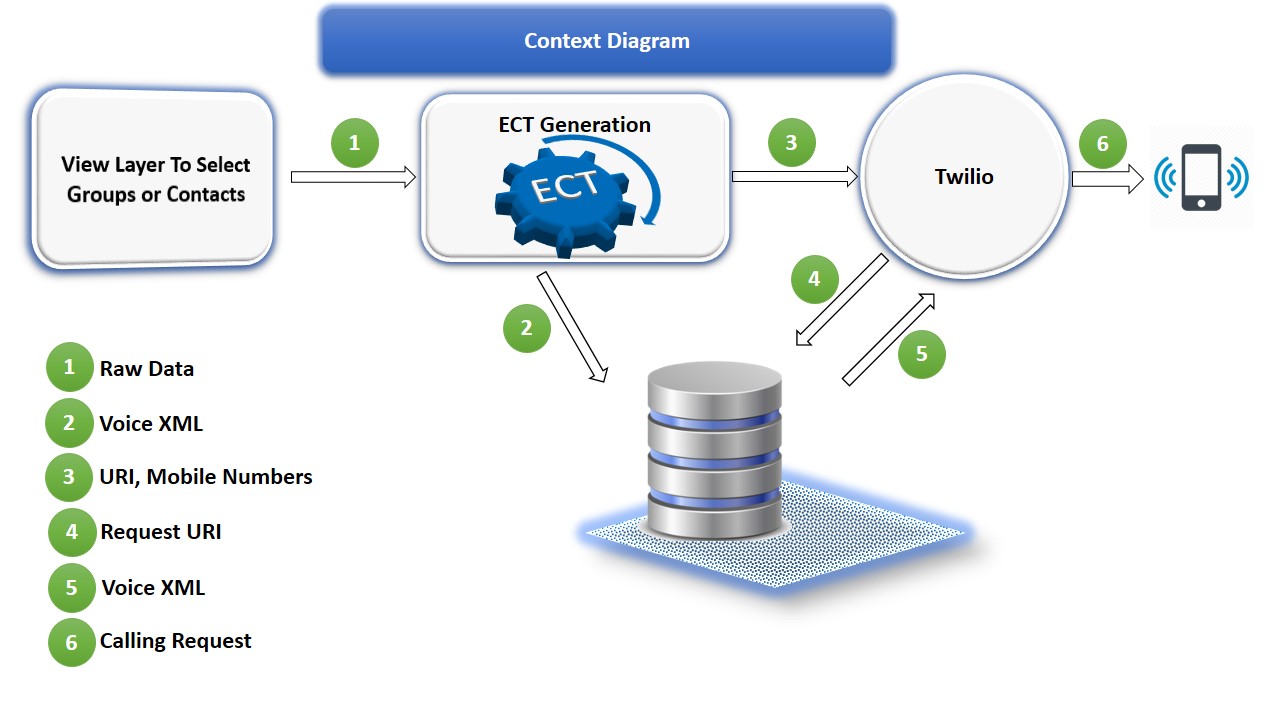 Context Diagram
View Layer To Select
Groups or Contacts
1
ECT Generation
ECT
3
Twilio
6
2
4
5
1 Raw Data
2 Voice XML
3 URI, Mobile Numbers
4 Request URI
5 Voice XML
6 Calling Request